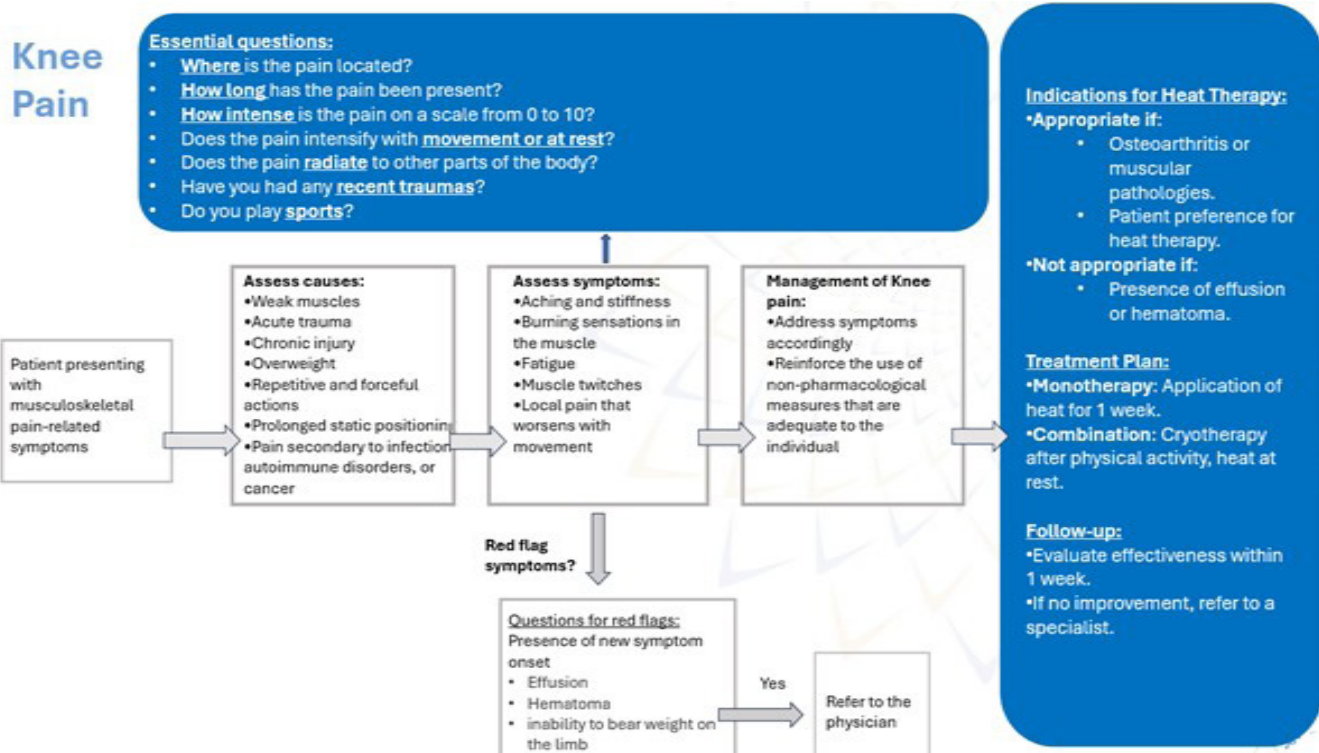 Knee
Pain
Essential questions:
• Where is the pain located?
• How long has the pain been present?
• How intense is the pain on a scale from 0 to 10?
• Does the pain intensify with movement or at rest?
• Does the pain radiate to other parts of the body?
• Have you had any recent traumas?
• Do you play sports?
Patient presenting
with
musculoskeletal
pain-related
symptoms
Assess causes:
•Weak muscles
•Acute trauma
•Chronic injury
•Overweight
•Repetitive and forceful
actions
•Prolonged static positionin
•Pain secondary to infection
autoimmune disorders, or
cancer
Assess symptoms:
•Aching and stiffness
•Burning sensations in
the muscle
•Fatigue
•Muscle twitches
•Local pain that
worsens with
movement
Management of Knee
pain:
•Address symptoms
accordingly
•Reinforce the use of
non-pharmacological
measures that are
adequate to the
individual
Red flag
symptoms?
Questions for red flags:
Presence of new symptom
onset
• Effusion
• Hematoma
• inability to bear weight on
the limb
Yes
Refer to the
physician
Indications for Heat Therapy:
•Appropriate if:
• Osteoarthritis or
muscular
pathologies.
• Patient preference for
heat therapy.
•Not appropriate if:
• Presence of effusion
or hematoma.
Treatment Plan:
•Monotherapy: Application of
heat for 1 week.
•Combination: Cryotherapy
after physical activity, heat at
rest.
Follow-up:
•Evaluate effectiveness within
1 week.
•If no improvement, refer to a
specialist.